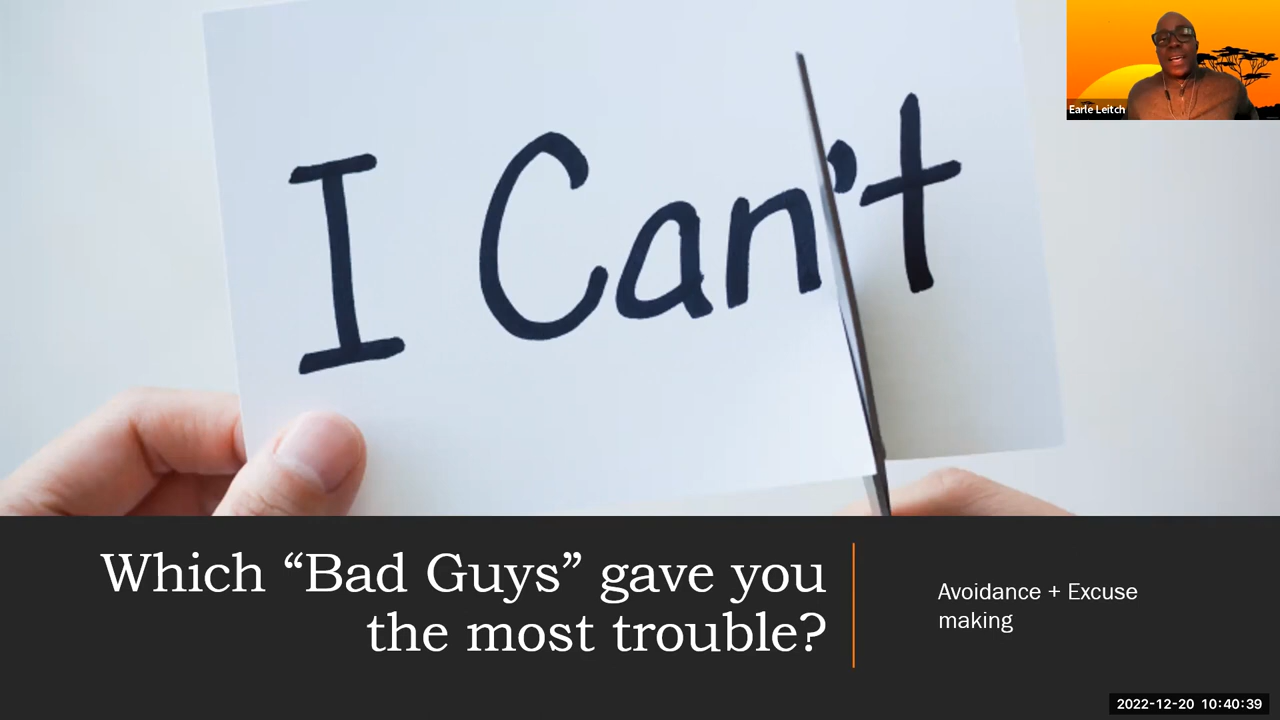 I Can't
Earle Leitch
Which “Bad Guys” gave you
the most trouble?
Avoidance + Excuse
making
2022-12-20 10:40:39